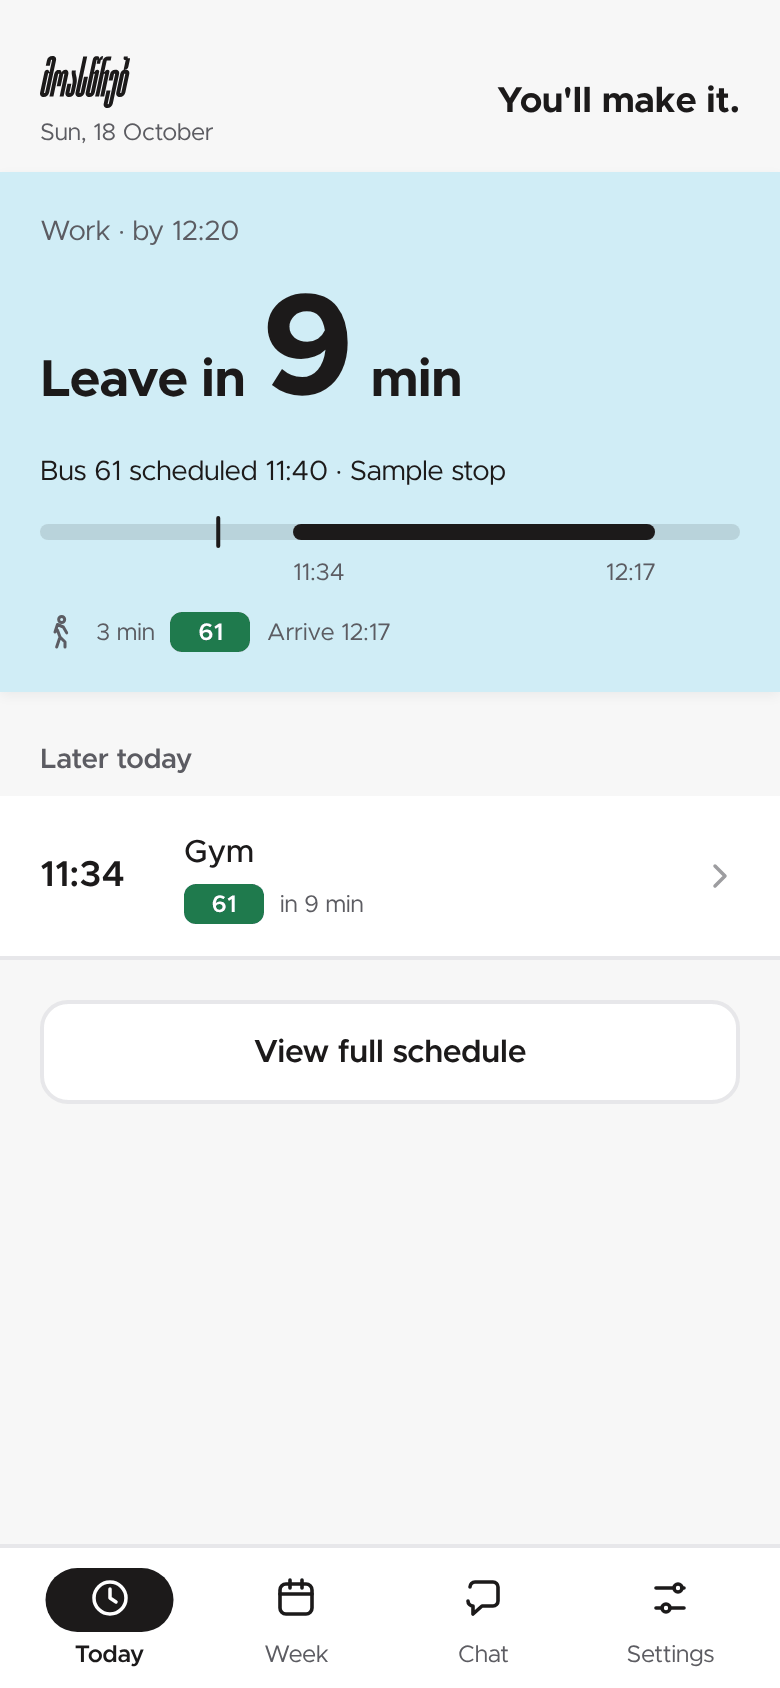 მოასწრებ
Sun, 18 October
You'll make it.
Work · by 12:20
Leave in 9 min
Bus 61 scheduled 11:40 · Sample stop
11:34 12:17
3 min 61 Arrive 12:17
Later today
11:34
Gym
61 in 9 min
View full schedule
Today Week Chat Settings